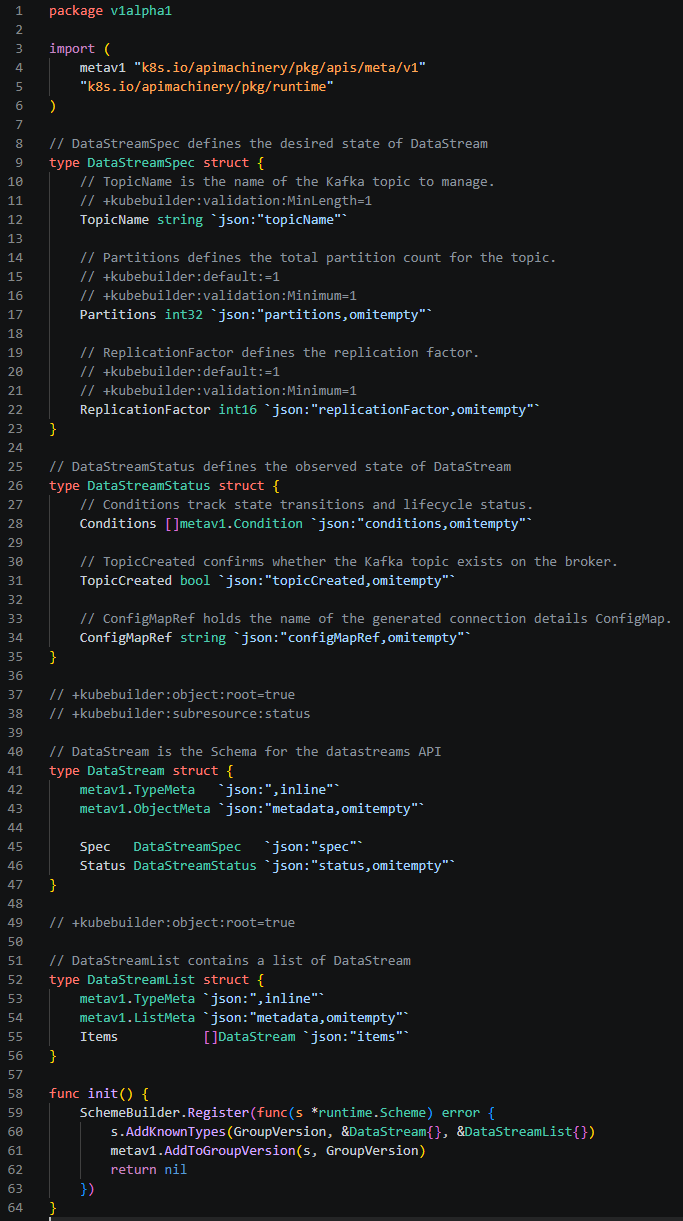 1 package v1alpha1
2
3 import (
4     metav1 "k8s.io/apimachinery/pkg/apis/meta/v1"
5     "k8s.io/apimachinery/pkg/runtime"
6 )
7
8 // DataStreamSpec defines the desired state of DataStream
9 type DataStreamSpec struct {
10     // TopicName is the name of the Kafka topic to manage.
11     // +kubebuilder:validation:MinLength=1
12     TopicName string `json:"topicName"`
13
14     // Partitions defines the total partition count for the topic.
15     // +kubebuilder:default:=1
16     // +kubebuilder:validation:Minimum=1
17     Partitions int32 `json:"partitions,omitempty"`
18
19     // ReplicationFactor defines the replication factor.
20     // +kubebuilder:default:=1
21     // +kubebuilder:validation:Minimum=1
22     ReplicationFactor int16 `json:"replicationFactor,omitempty"`
23 }
24
25 // DataStreamStatus defines the observed state of DataStream
26 type DataStreamStatus struct {
27     // Conditions track state transitions and lifecycle status.
28     Conditions []metav1.Condition `json:"conditions,omitempty"`
29
30     // TopicCreated confirms whether the Kafka topic exists on the broker.
31     TopicCreated bool `json:"topicCreated,omitempty"`
32
33     // ConfigMapRef holds the name of the generated connection details ConfigMap.
34     ConfigMapRef string `json:"configMapRef,omitempty"`
35 }
36
37 // +kubebuilder:object:root=true
38 // +kubebuilder:subresource:status
39
40 // DataStream is the Schema for the datastreams API
41 type DataStream struct {
42     metav1.TypeMeta   `json:",inline"`
43     metav1.ObjectMeta `json:"metadata,omitempty"`
44
45     Spec   DataStreamSpec   `json:"spec"`
46     Status DataStreamStatus `json:"status,omitempty"`
47 }
48
49 // +kubebuilder:object:root=true
50
51 // DataStreamList contains a list of DataStream
52 type DataStreamList struct {
53     metav1.TypeMeta `json:",inline"`
54     metav1.ListMeta `json:"metadata,omitempty"`
55     Items           []DataStream `json:"items"`
56 }
57
58 func init() {
59     SchemeBuilder.Register(func(s *runtime.Scheme) error {
60         s.AddKnownTypes(GroupVersion, &DataStream{}, &DataStreamList{})
61         metav1.AddToGroupVersion(s, GroupVersion)
62         return nil
63     })
64 }